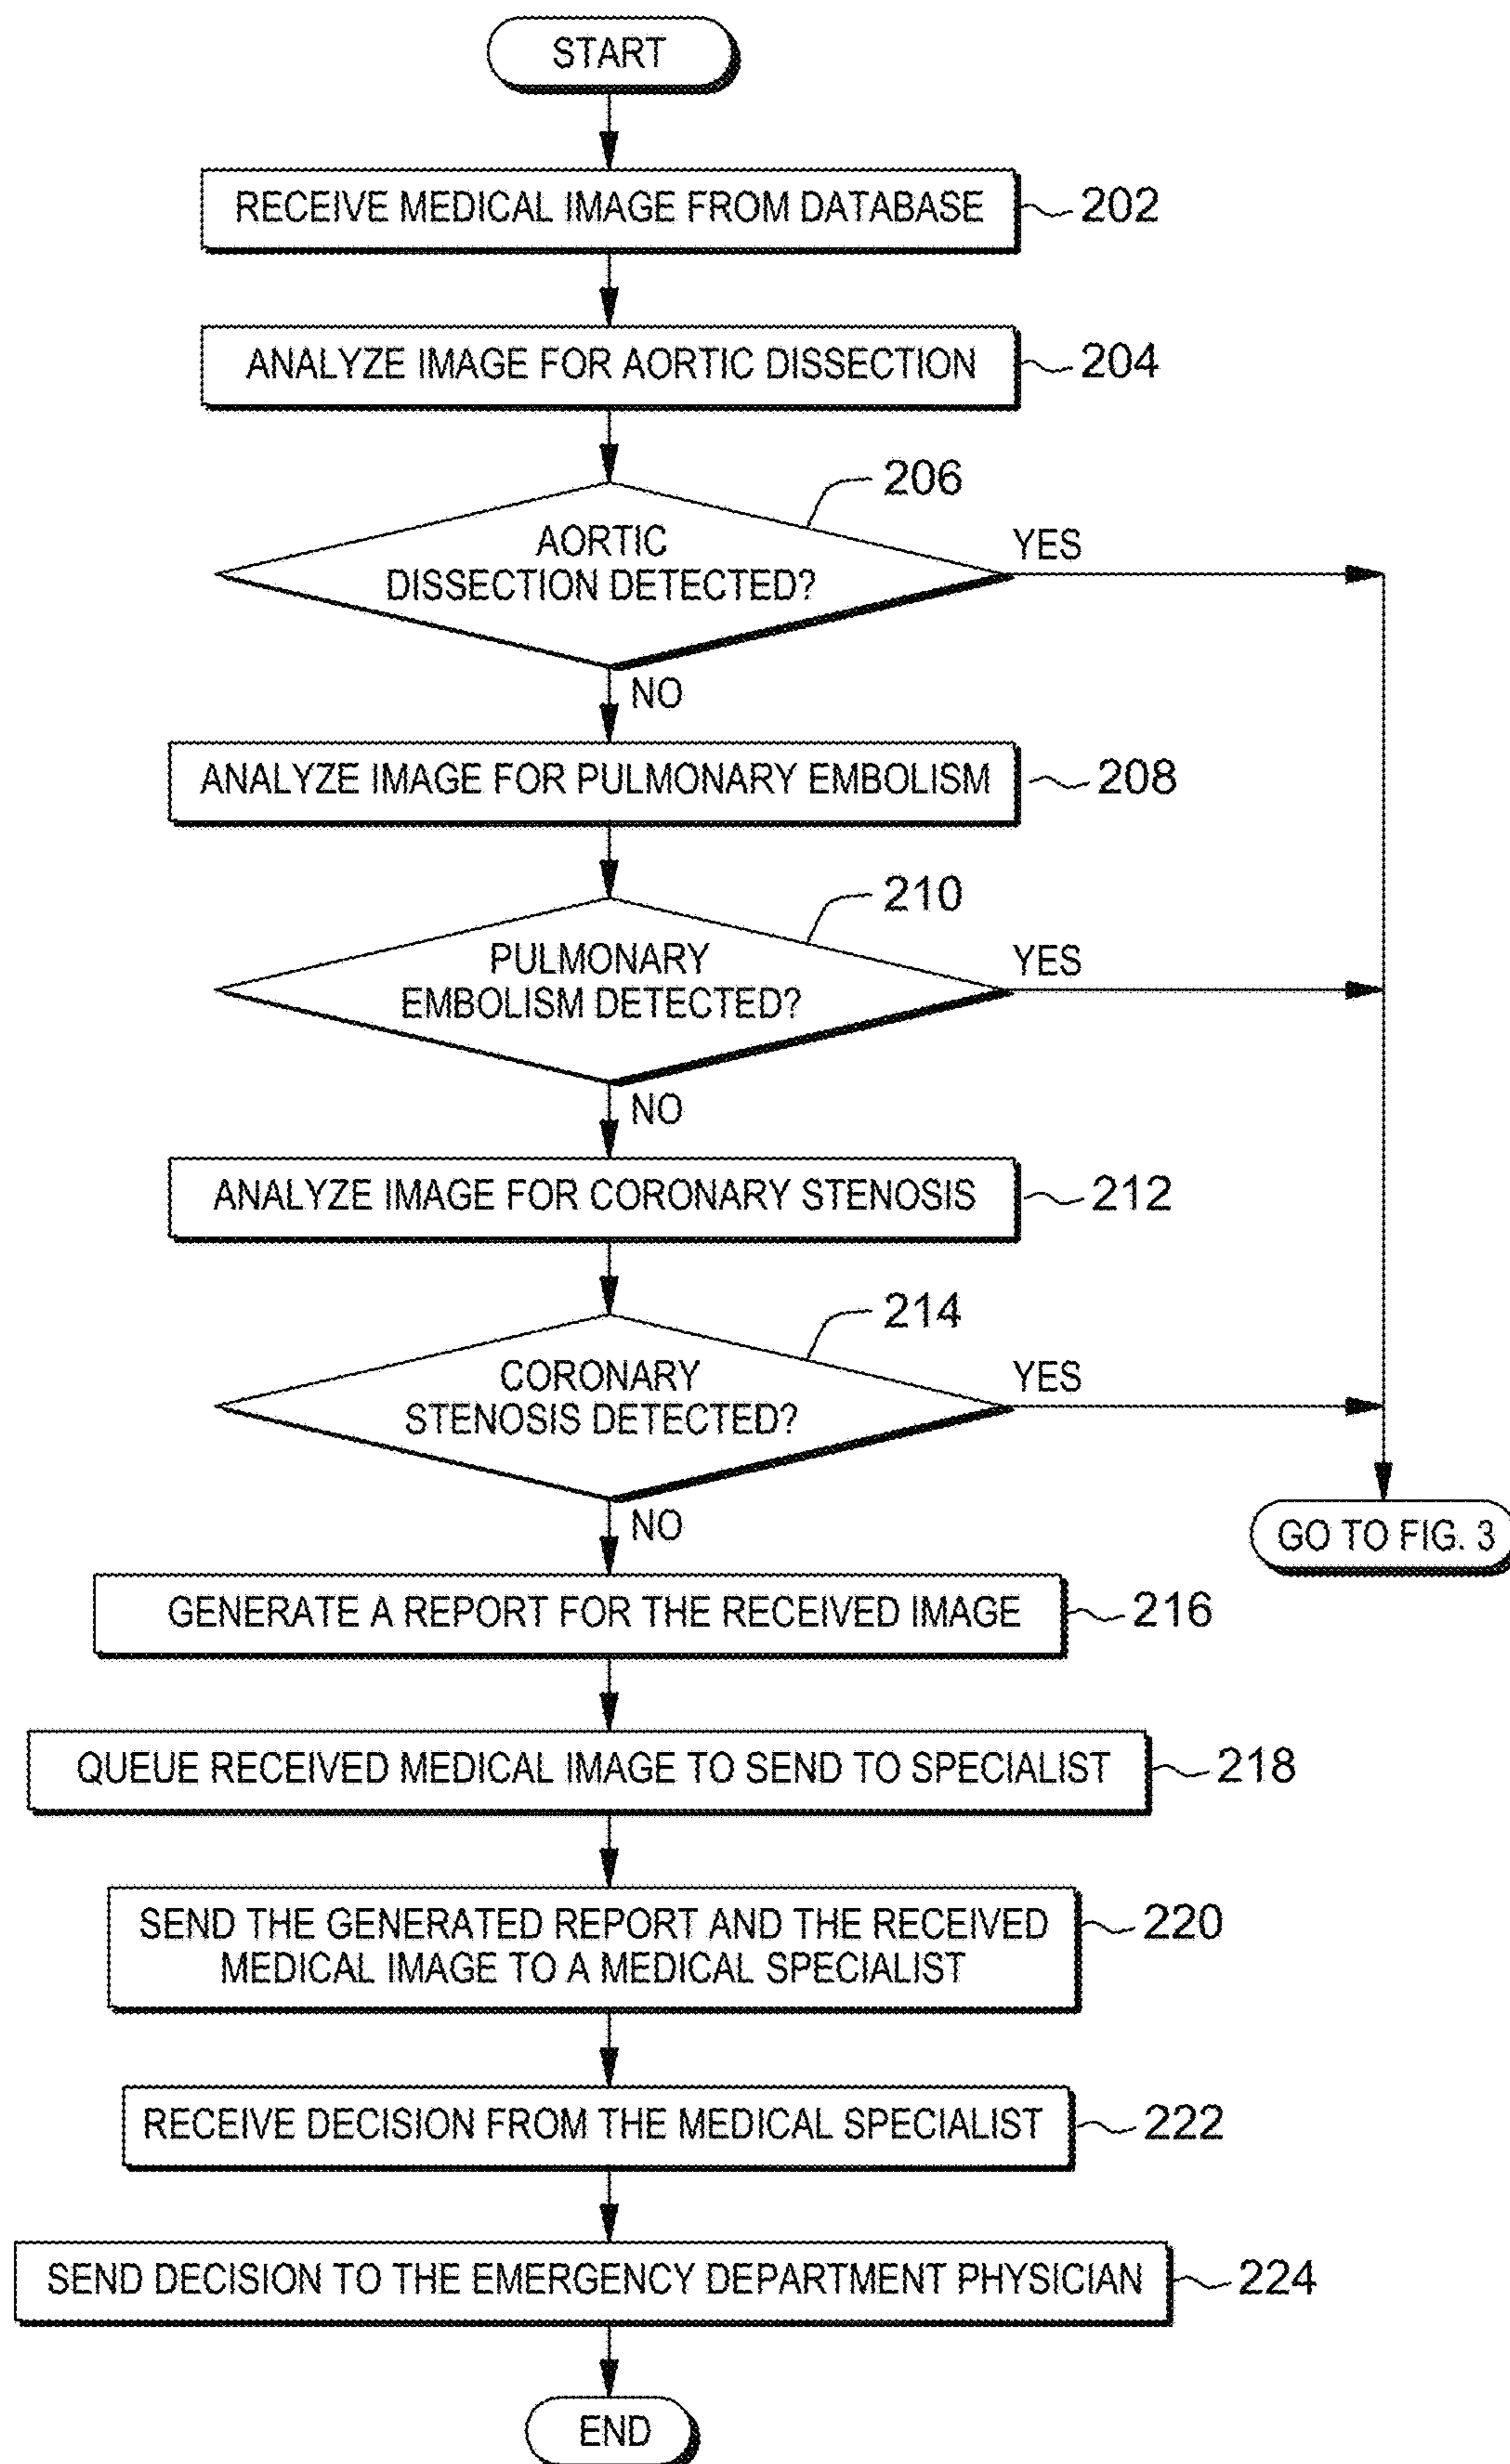 START
RECEIVE MEDICAL IMAGE FROM DATABASE
202
ANALYZE IMAGE FOR AORTIC DISSECTION
204
206
AORTIC
DISSECTION DETECTED?
YES
NO
ANALYZE IMAGE FOR PULMONARY EMBOLISM
208
210
PULMONARY
EMBOLISM DETECTED?
YES
NO
ANALYZE IMAGE FOR CORONARY STENOSIS
212
214
CORONARY
STENOSIS DETECTED?
YES
NO
GO TO FIG. 3
GENERATE A REPORT FOR THE RECEIVED IMAGE
216
QUEUE RECEIVED MEDICAL IMAGE TO SEND TO SPECIALIST
218
SEND THE GENERATED REPORT AND THE RECEIVED
MEDICAL IMAGE TO A MEDICAL SPECIALIST
220
RECEIVE DECISION FROM THE MEDICAL SPECIALIST
222
SEND DECISION TO THE EMERGENCY DEPARTMENT PHYSICIAN
224
END